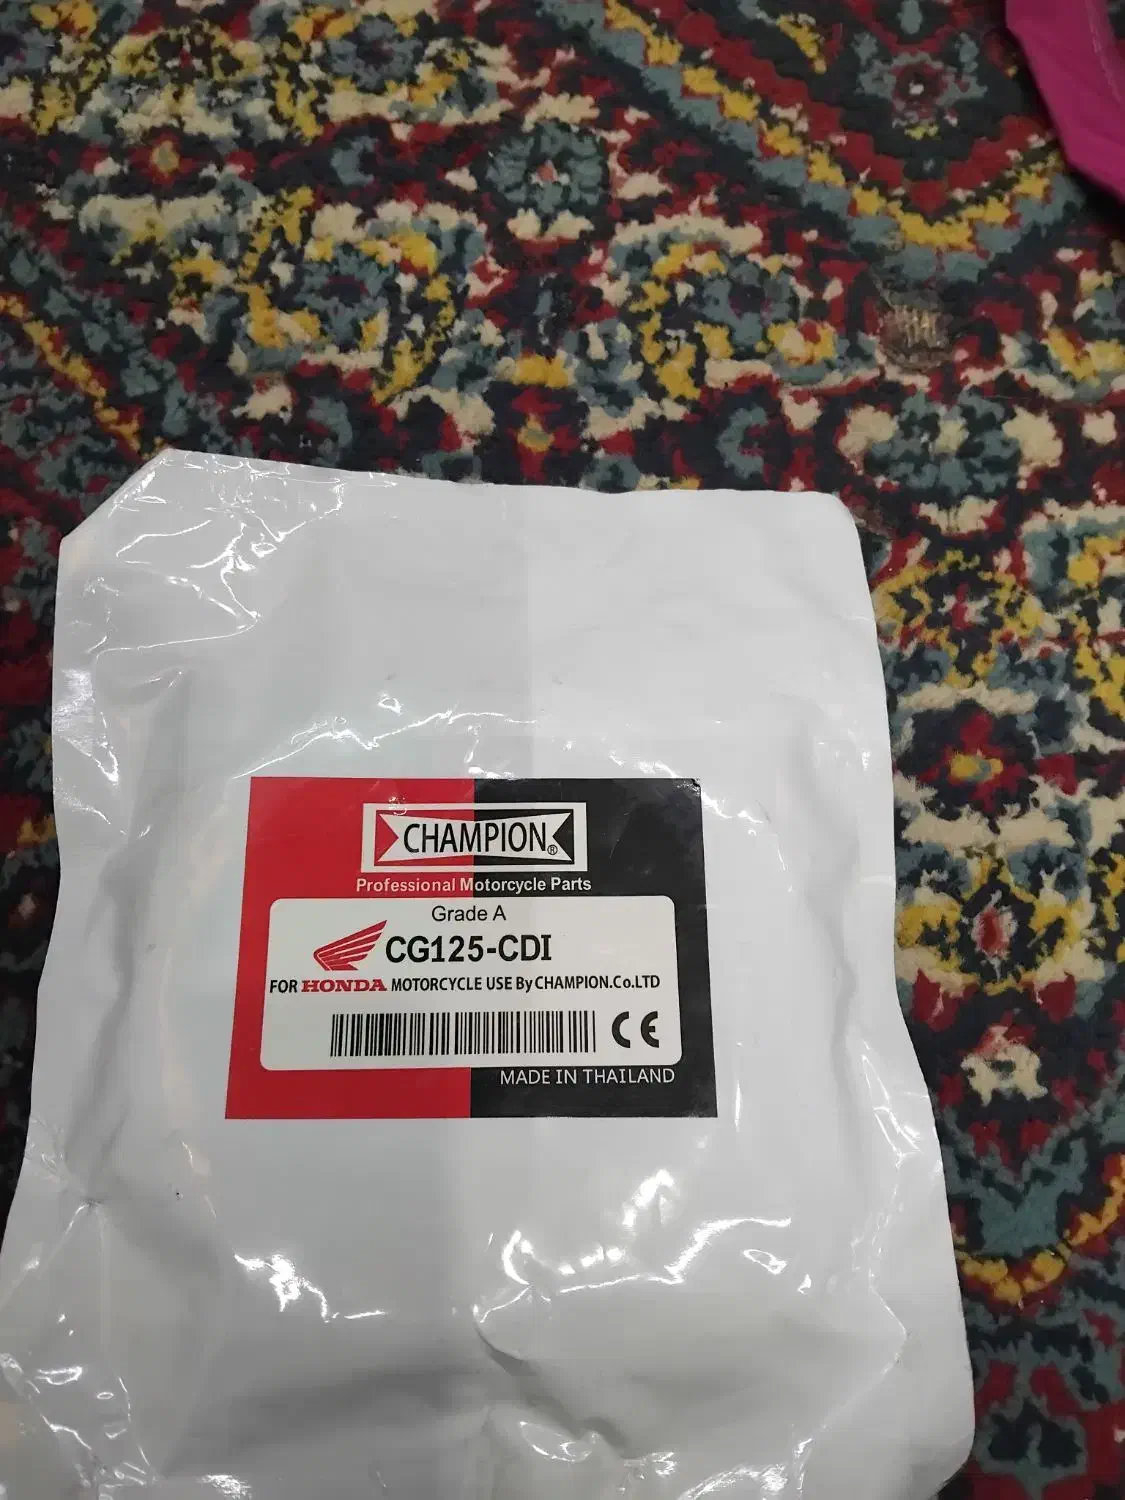 CHAMPION®
Professional Motorcycle Parts
Grade A
CG125-CDI
FOR HONDA MOTORCYCLE USE By CHAMPION.Co.LTD
CE
MADE IN THAILAND